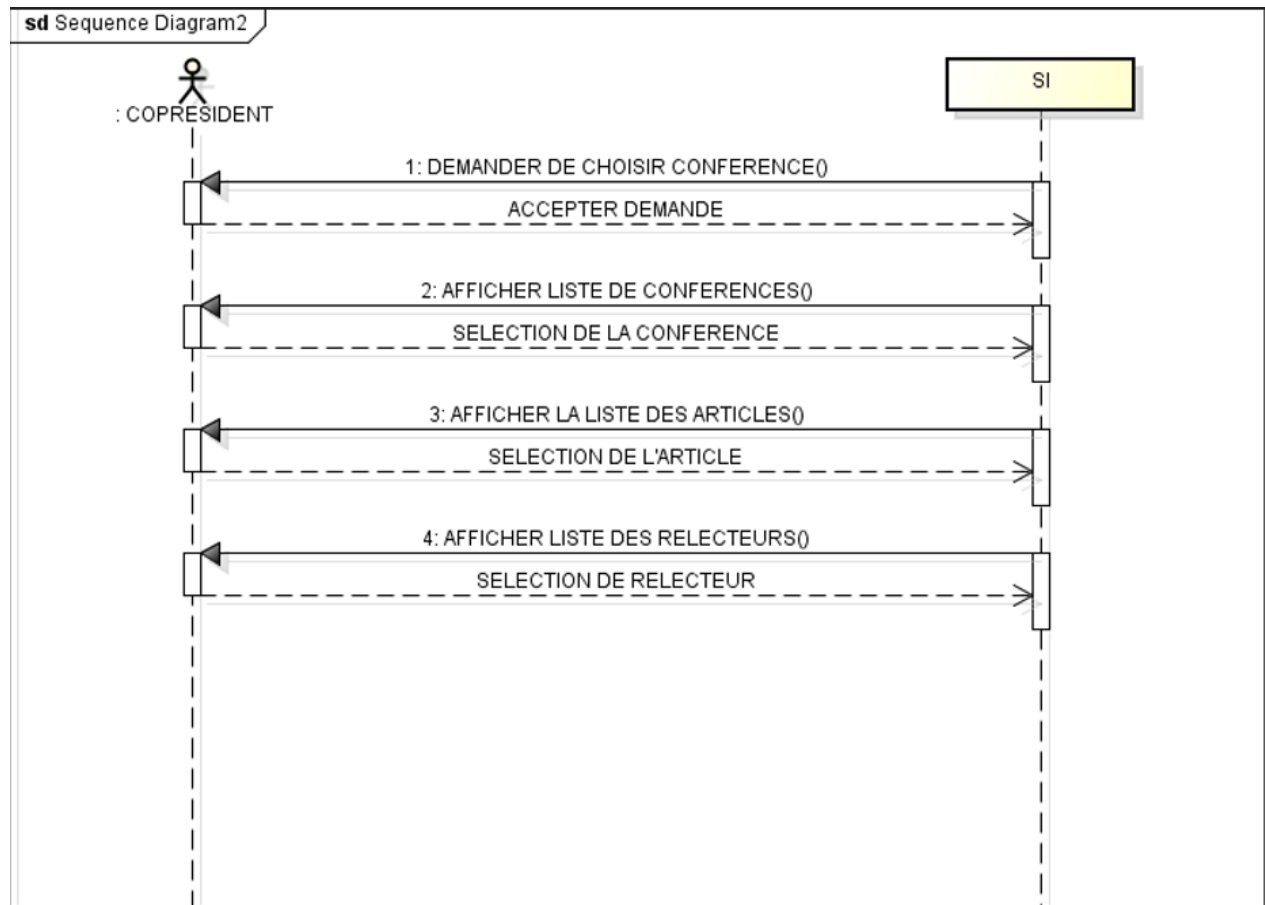 sd Sequence Diagram2
SI
: COPRESIDENT
1: DEMANDER DE CHOISIR CONFERENCE()
ACCEPTER DEMANDE
2: AFFICHER LISTE DE CONFERENCES()
SELECTION DE LA CONFERENCE
3: AFFICHER LA LISTE DES ARTICLES()
SELECTION DE L'ARTICLE
4: AFFICHER LISTE DES RELECTEURS()
SELECTION DE RELECTEUR